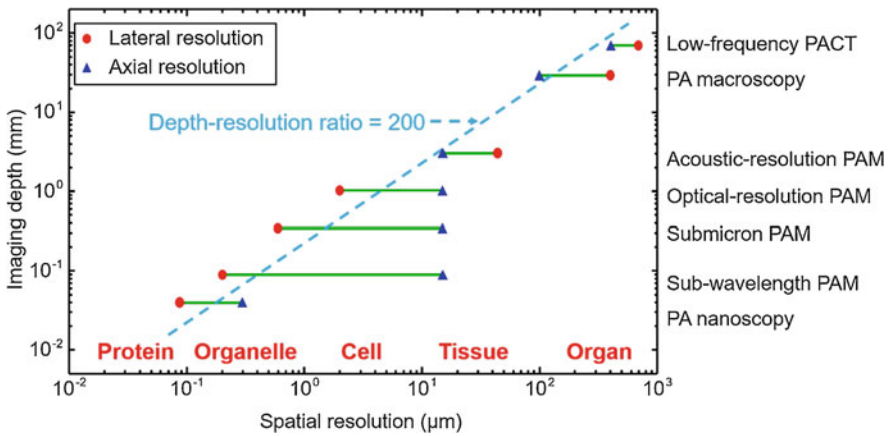 Lateral resolution
Axial resolution
Depth-resolution ratio = 200
Imaging depth (mm)
10²
10¹
10⁰
10⁻¹
10⁻²
Low-frequency PACT
PA macroscopy
Acoustic-resolution PAM
Optical-resolution PAM
Submicron PAM
Sub-wavelength PAM
PA nanoscopy
Protein Organelle Cell Tissue Organ
10⁻² 10⁻¹ 10⁰ 10¹ 10² 10³
Spatial resolution (µm)